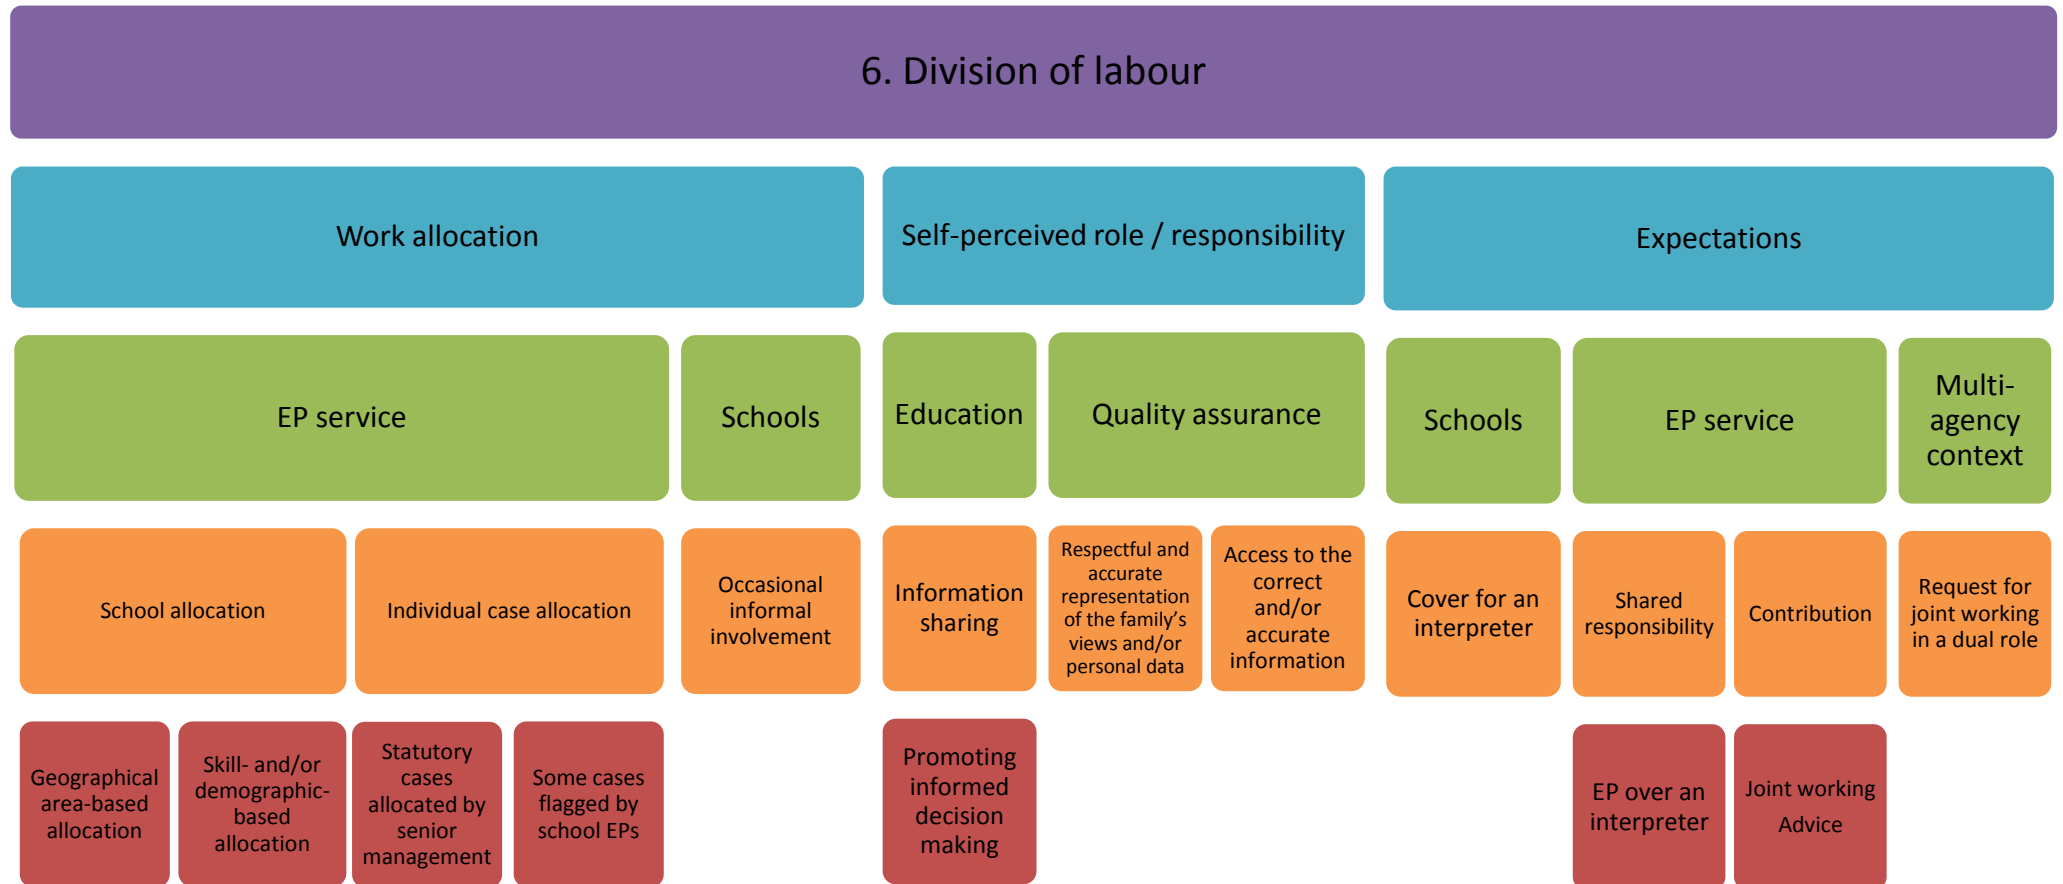 6. Division of labour
Work allocation
Self-perceived role / responsibility
Expectations
EP service
Schools
Education
Quality assurance
Schools
EP service
Multi-
agency
context
School allocation
Individual case allocation
Occasional
informal
involvement
Information
sharing
Respectful and
accurate
representation
of the family's
views and/or
personal data
Access to the
correct
and/or
accurate
information
Cover for an
interpreter
Shared
responsibility
Contribution
Request for
joint working
in a dual role
Geographical
area-based
allocation
Skill- and/or
demographic-
based
allocation
Statutory
cases
allocated by
senior
management
Some cases
flagged by
school EPs
Promoting
informed
decision
making
EP over an
interpreter
Joint working
Advice